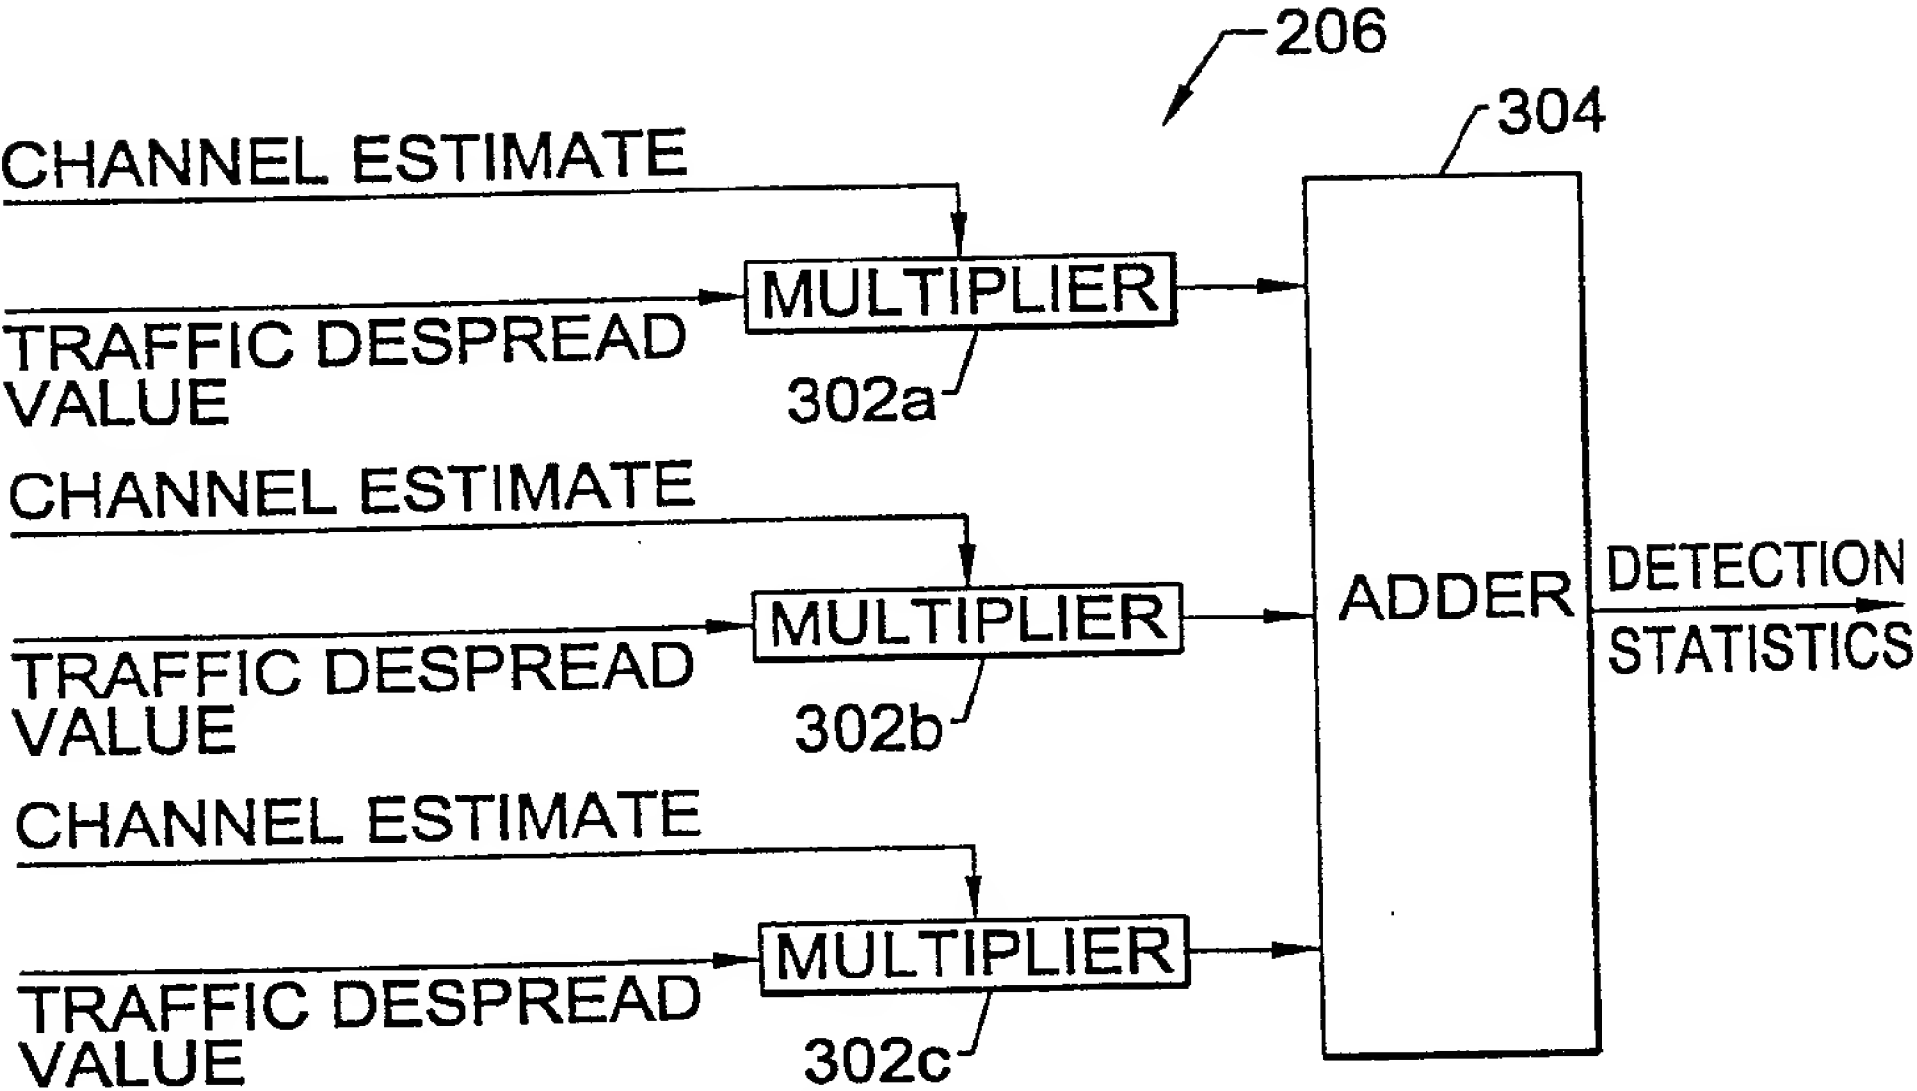 206
304
CHANNEL ESTIMATE
MULTIPLIER
TRAFFIC DESPREAD
VALUE
302a
CHANNEL ESTIMATE
MULTIPLIER
TRAFFIC DESPREAD
VALUE
302b
CHANNEL ESTIMATE
MULTIPLIER
TRAFFIC DESPREAD
VALUE
302c
ADDER
DETECTION
STATISTICS